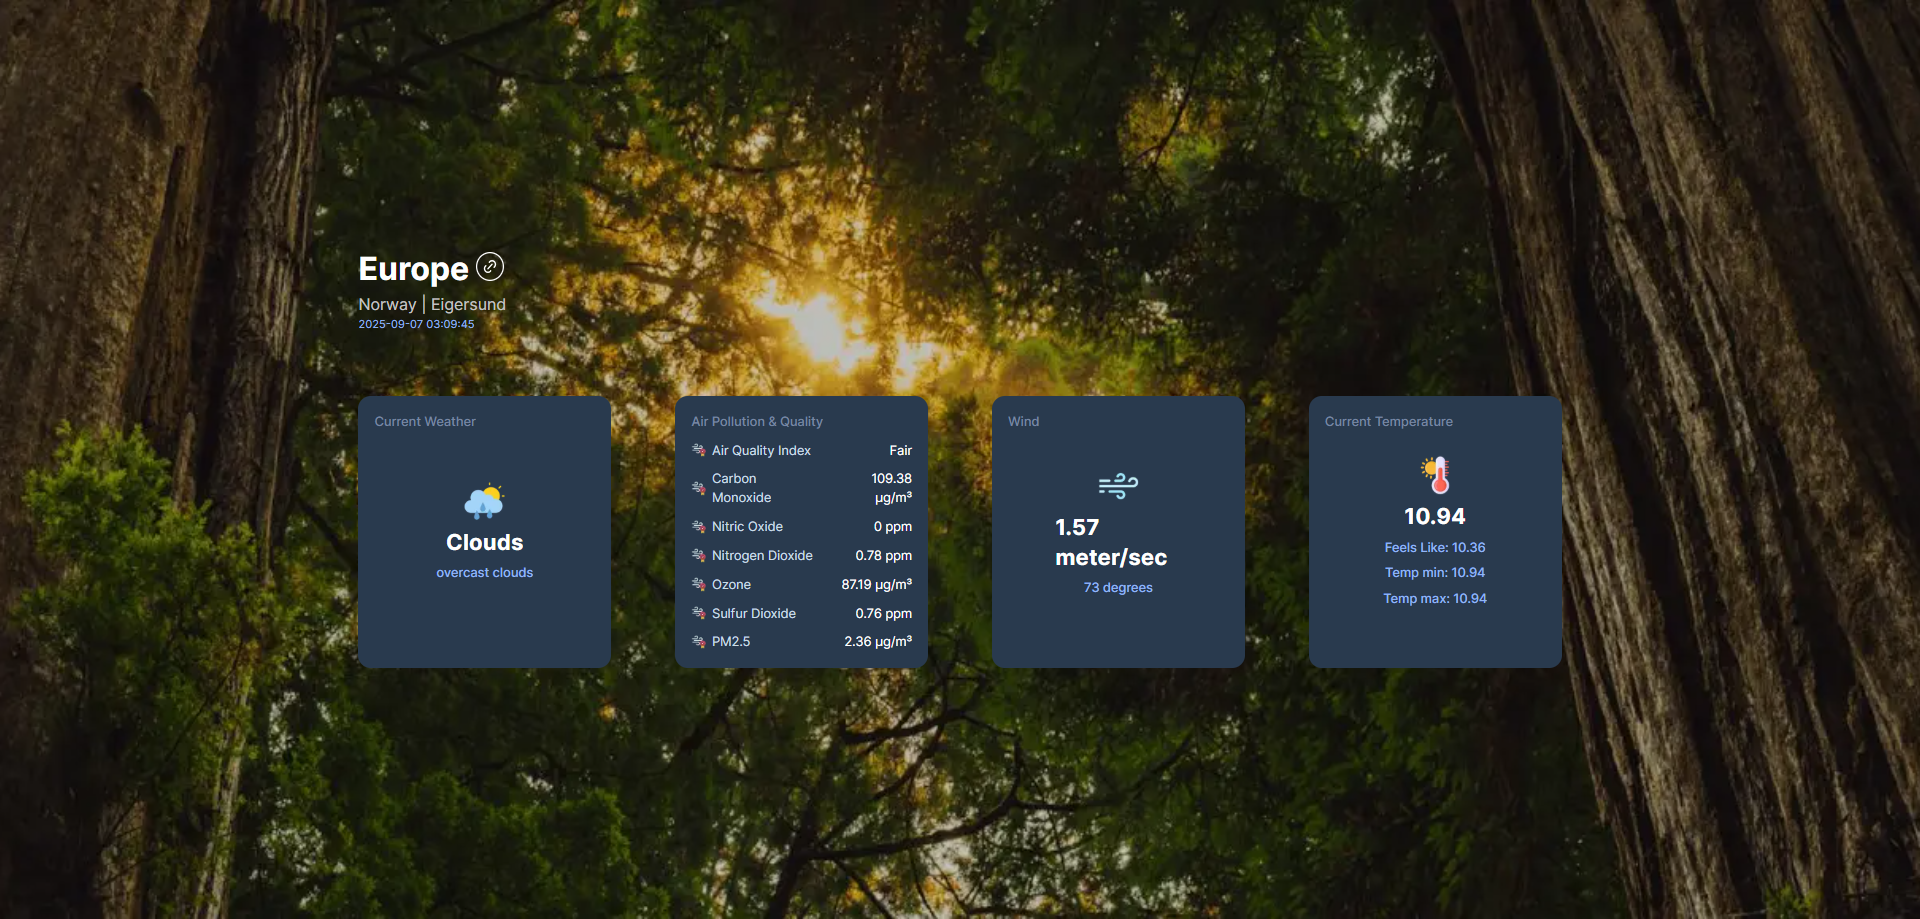 Europe
Norway | Eigersund
2025-09-07 03:09:45
Current Weather
Clouds
overcast clouds
Air Pollution & Quality
Air Quality Index Fair
Carbon Monoxide 109.38 µg/m³
Nitric Oxide 0 ppm
Nitrogen Dioxide 0.78 ppm
Ozone 87.19 µg/m³
Sulfur Dioxide 0.76 ppm
PM2.5 2.36 µg/m³
Wind
1.57
meter/sec
73 degrees
Current Temperature
10.94
Feels Like: 10.36
Temp min: 10.94
Temp max: 10.94